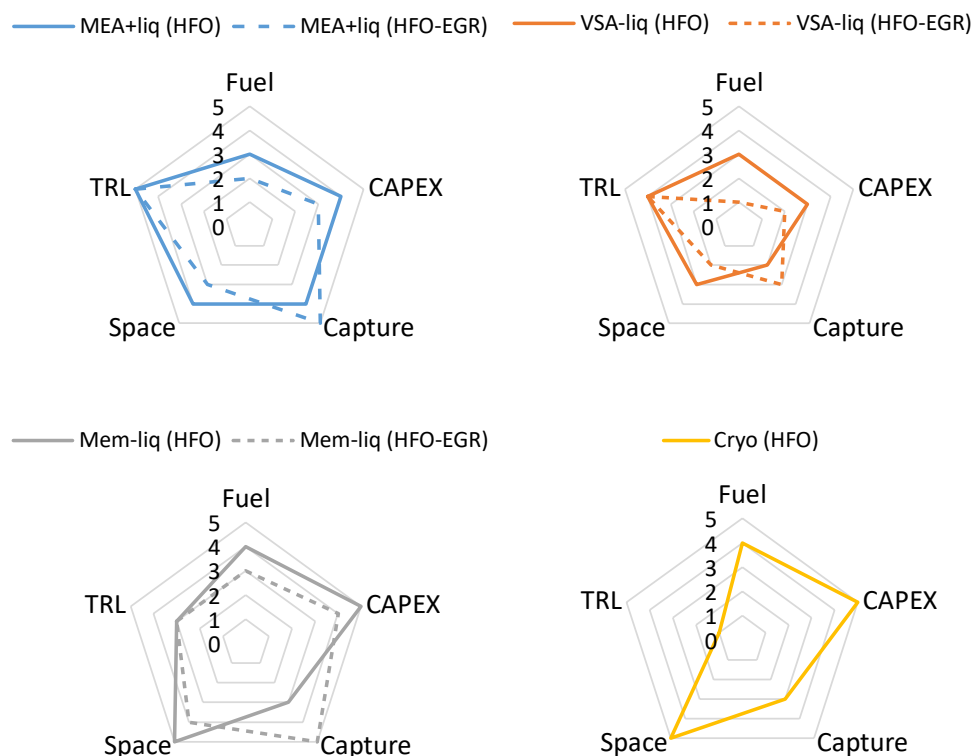 MEA+liq (HFO) MEA+liq (HFO-EGR)
Fuel
5
4
3
2
1
0
TRL
CAPEX
Space
Capture
VSA-liq (HFO) VSA-liq (HFO-EGR)
Fuel
5
4
3
2
1
0
TRL
CAPEX
Space
Capture
Mem-liq (HFO) Mem-liq (HFO-EGR)
Fuel
5
4
3
2
1
0
TRL
CAPEX
Space
Capture
Cryo (HFO)
Fuel
5
4
3
2
1
0
TRL
CAPEX
Space
Capture